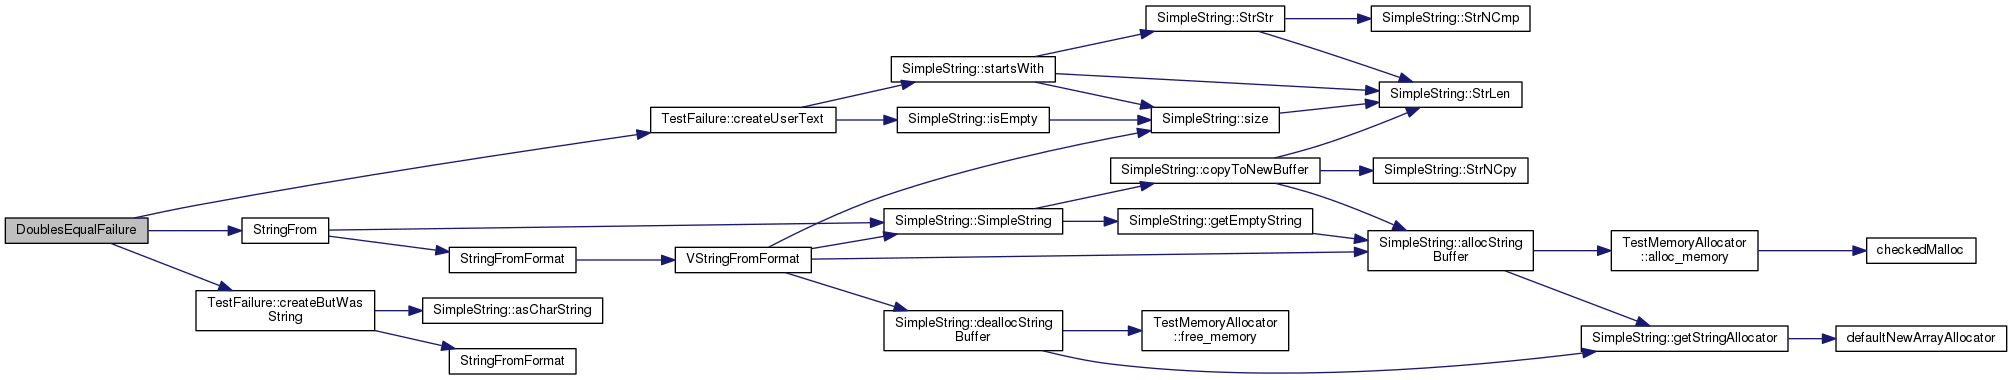 SimpleString::StrStr
SimpleString::StrNCmp
SimpleString::startsWith
SimpleString::StrLen
TestFailure::createUserText
SimpleString::isEmpty
SimpleString::size
SimpleString::copyToNewBuffer
SimpleString::StrNCpy
DoublesEqualFailure
StringFrom
SimpleString::SimpleString
SimpleString::getEmptyString
StringFromFormat
VStringFromFormat
SimpleString::allocString
Buffer
TestMemoryAllocator
::alloc_memory
checkedMalloc
TestFailure::createButWas
String
SimpleString::asCharString
StringFromFormat
SimpleString::deallocString
Buffer
TestMemoryAllocator
::free_memory
SimpleString::getStringAllocator
defaultNewArrayAllocator